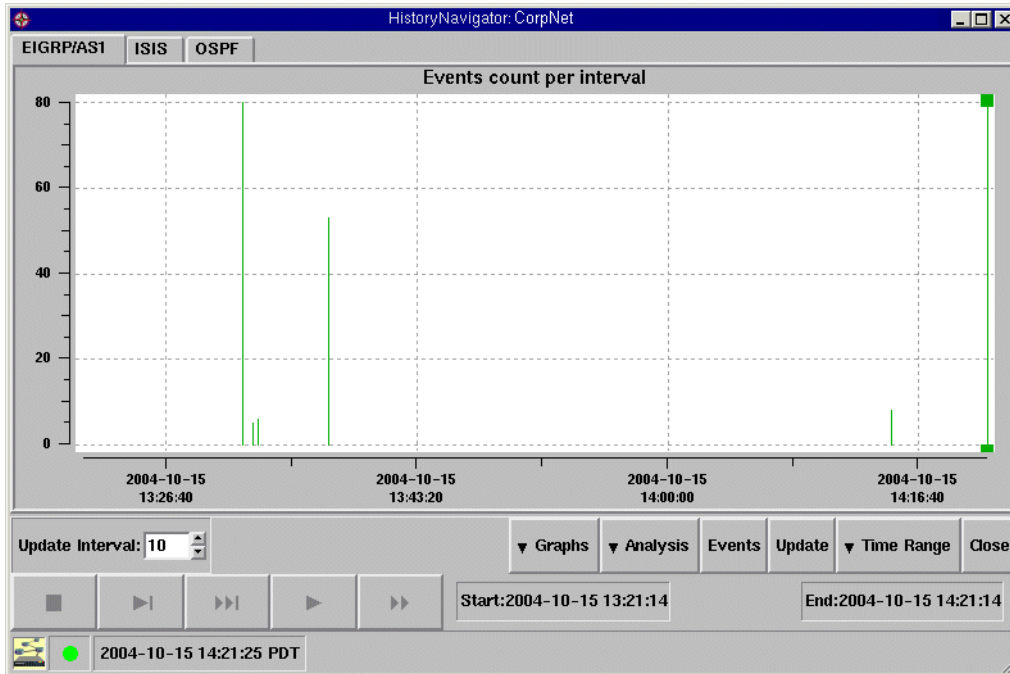 HistoryNavigator: CorpNet
EIGRP/AS1 ISIS OSPF
Events count per interval
80
60
40
20
0
2004-10-15 2004-10-15 2004-10-15 2004-10-15
13:26:40 13:43:20 14:00:00 14:16:40
Update Interval: 10 Graphs Analysis Events Update Time Range Close
Start:2004-10-15 13:21:14 End:2004-10-15 14:21:14
2004-10-15 14:21:25 PDT